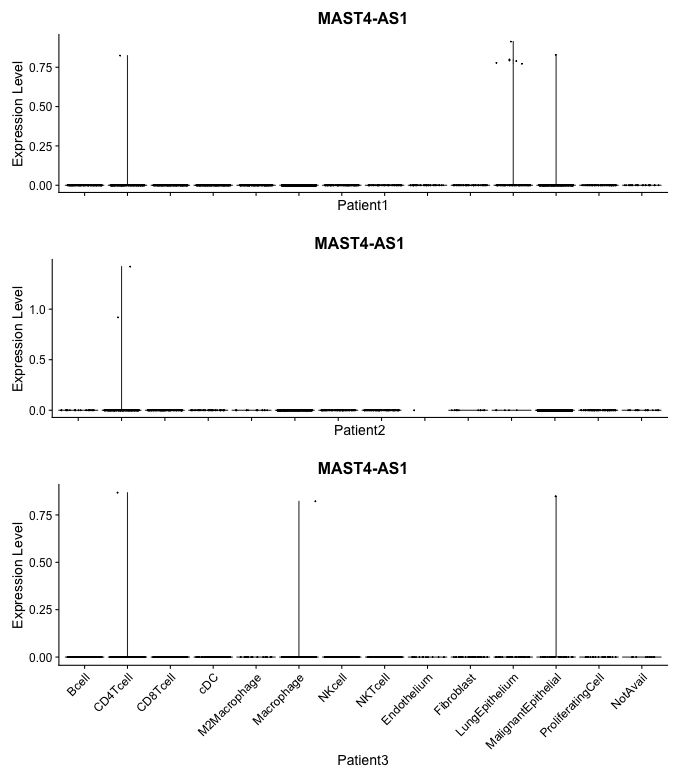 MAST4-AS1
Expression Level
0.75
0.50
0.25
0.00
Patient1
MAST4-AS1
Expression Level
1.0
0.5
0.0
Patient2
MAST4-AS1
Expression Level
0.75
0.50
0.25
0.00
Bcell
CD4Tcell
CD8Tcell
cDC
M2Macrophage
Macrophage
NKcell
NKTcell
Endothelium
Fibroblast
LungEpithelium
MalignantEpithelial
ProliferatingCell
NotAvail
Patient3